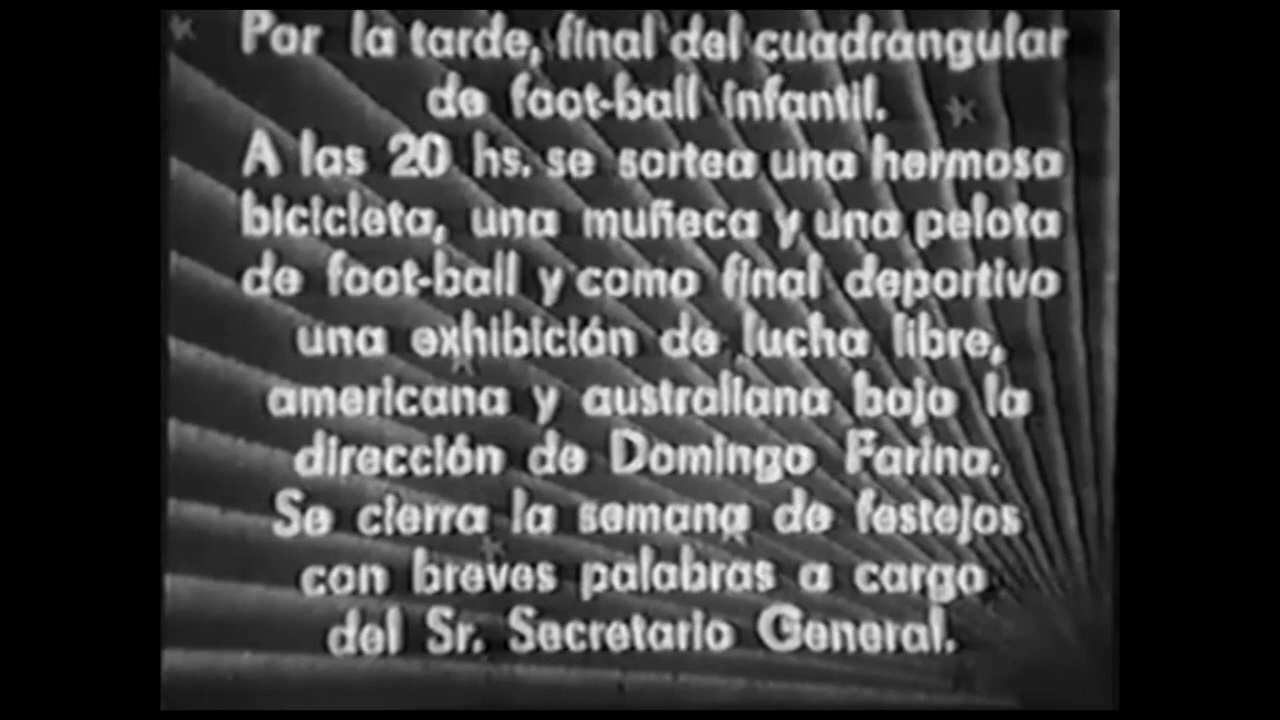 Por la tarde, final del cuadrangular
de foot-ball infantil.
A las 20 hs. se sortea una hermosa
bicicleta, una muñeca y una pelota
de foot-ball y como final deportivo
una exhibición de lucha libre,
americana y australiana bajo la
dirección de Domingo Farina.
Se cierra la semana de festejos
con breves palabras a cargo
del Sr. Secretario General.